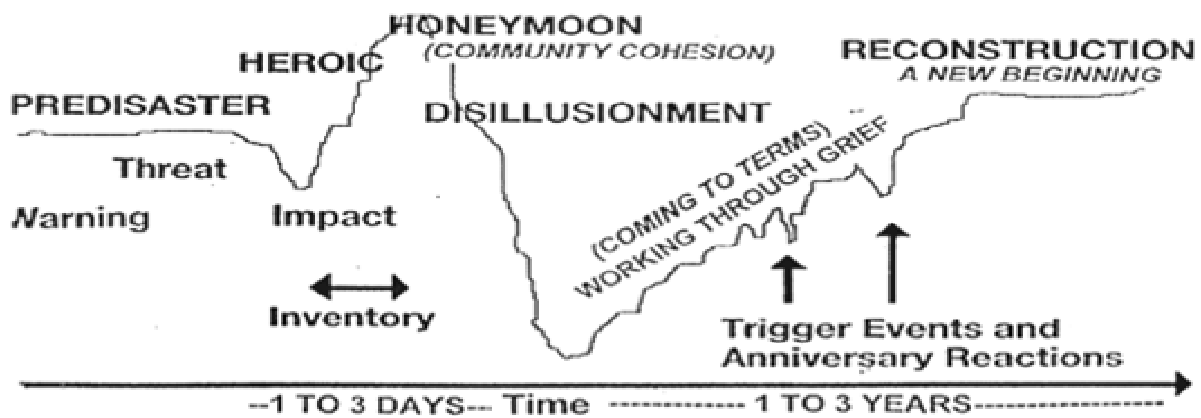 HONEYMOON
(COMMUNITY COHESION)
HEROIC
RECONSTRUCTION
A NEW BEGINNING
PREDISASTER
DISILLUSIONMENT
Threat
Warning
Impact
(COMING TO TERMS)
WORKING THROUGH GRIEF
Inventory
Trigger Events and
Anniversary Reactions
--1 TO 3 DAYS-- Time ------------ 1 TO 3 YEARS-----------------